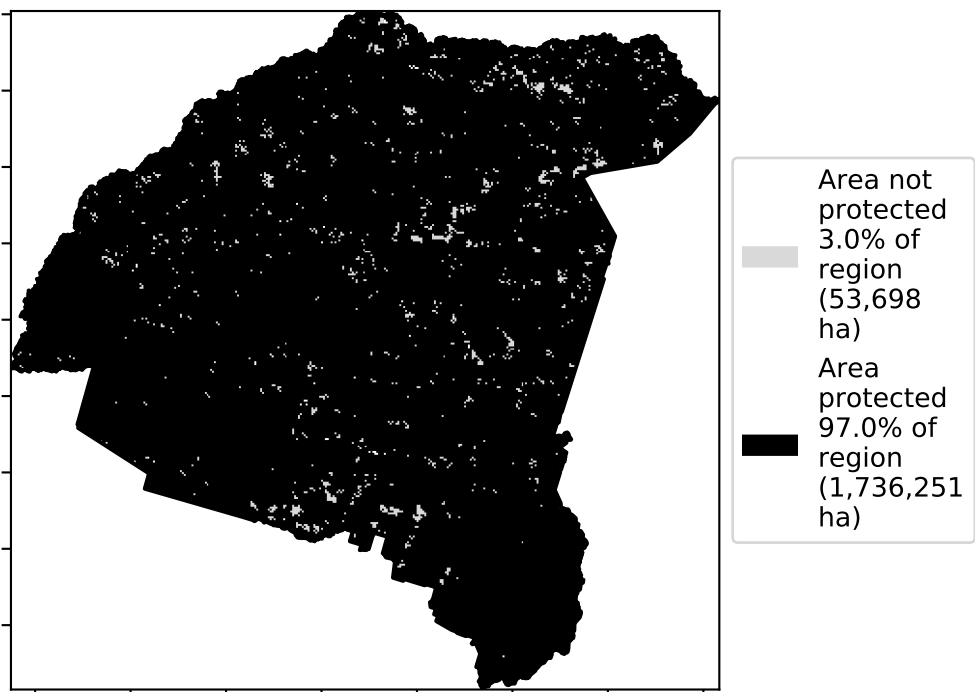 Area not
protected
3.0% of
region
(53,698
ha)
Area
protected
97.0% of
region
(1,736,251
ha)